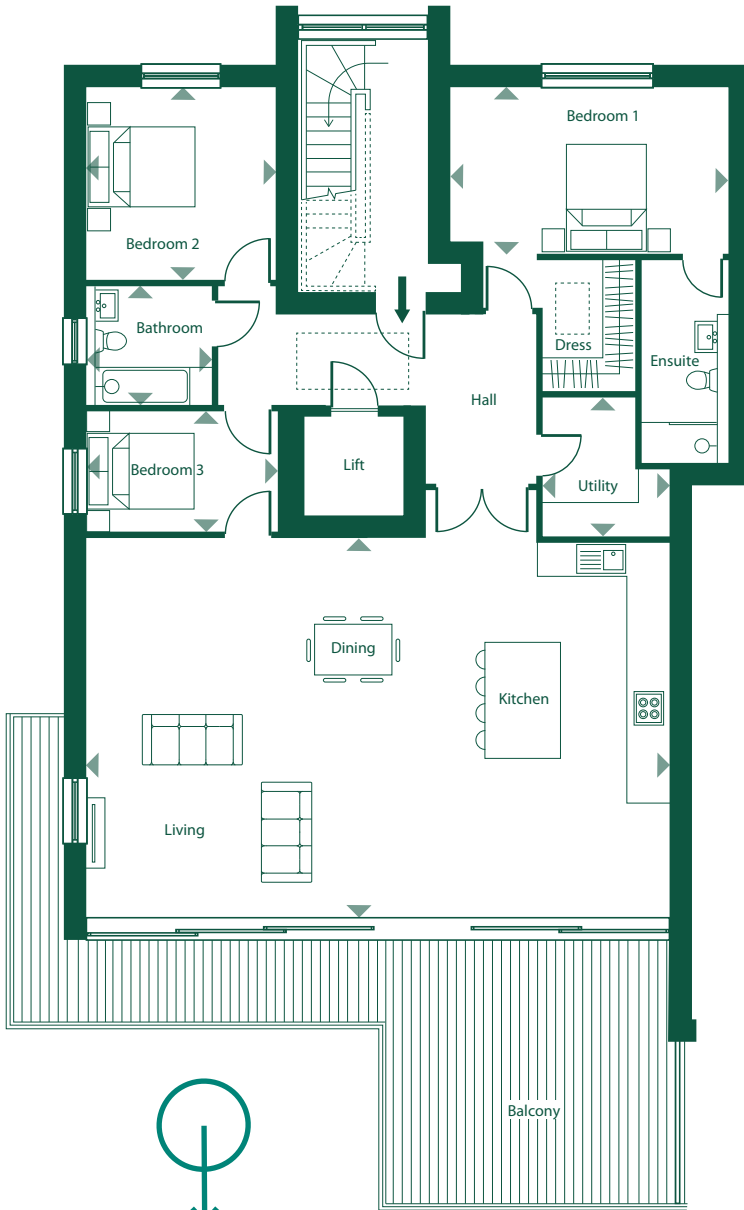 Bedroom 1
Bedroom 2
Bathroom
Dress
Ensuite
Hall
Bedroom 3
Lift
Utility
Dining
Kitchen
Living
Balcony